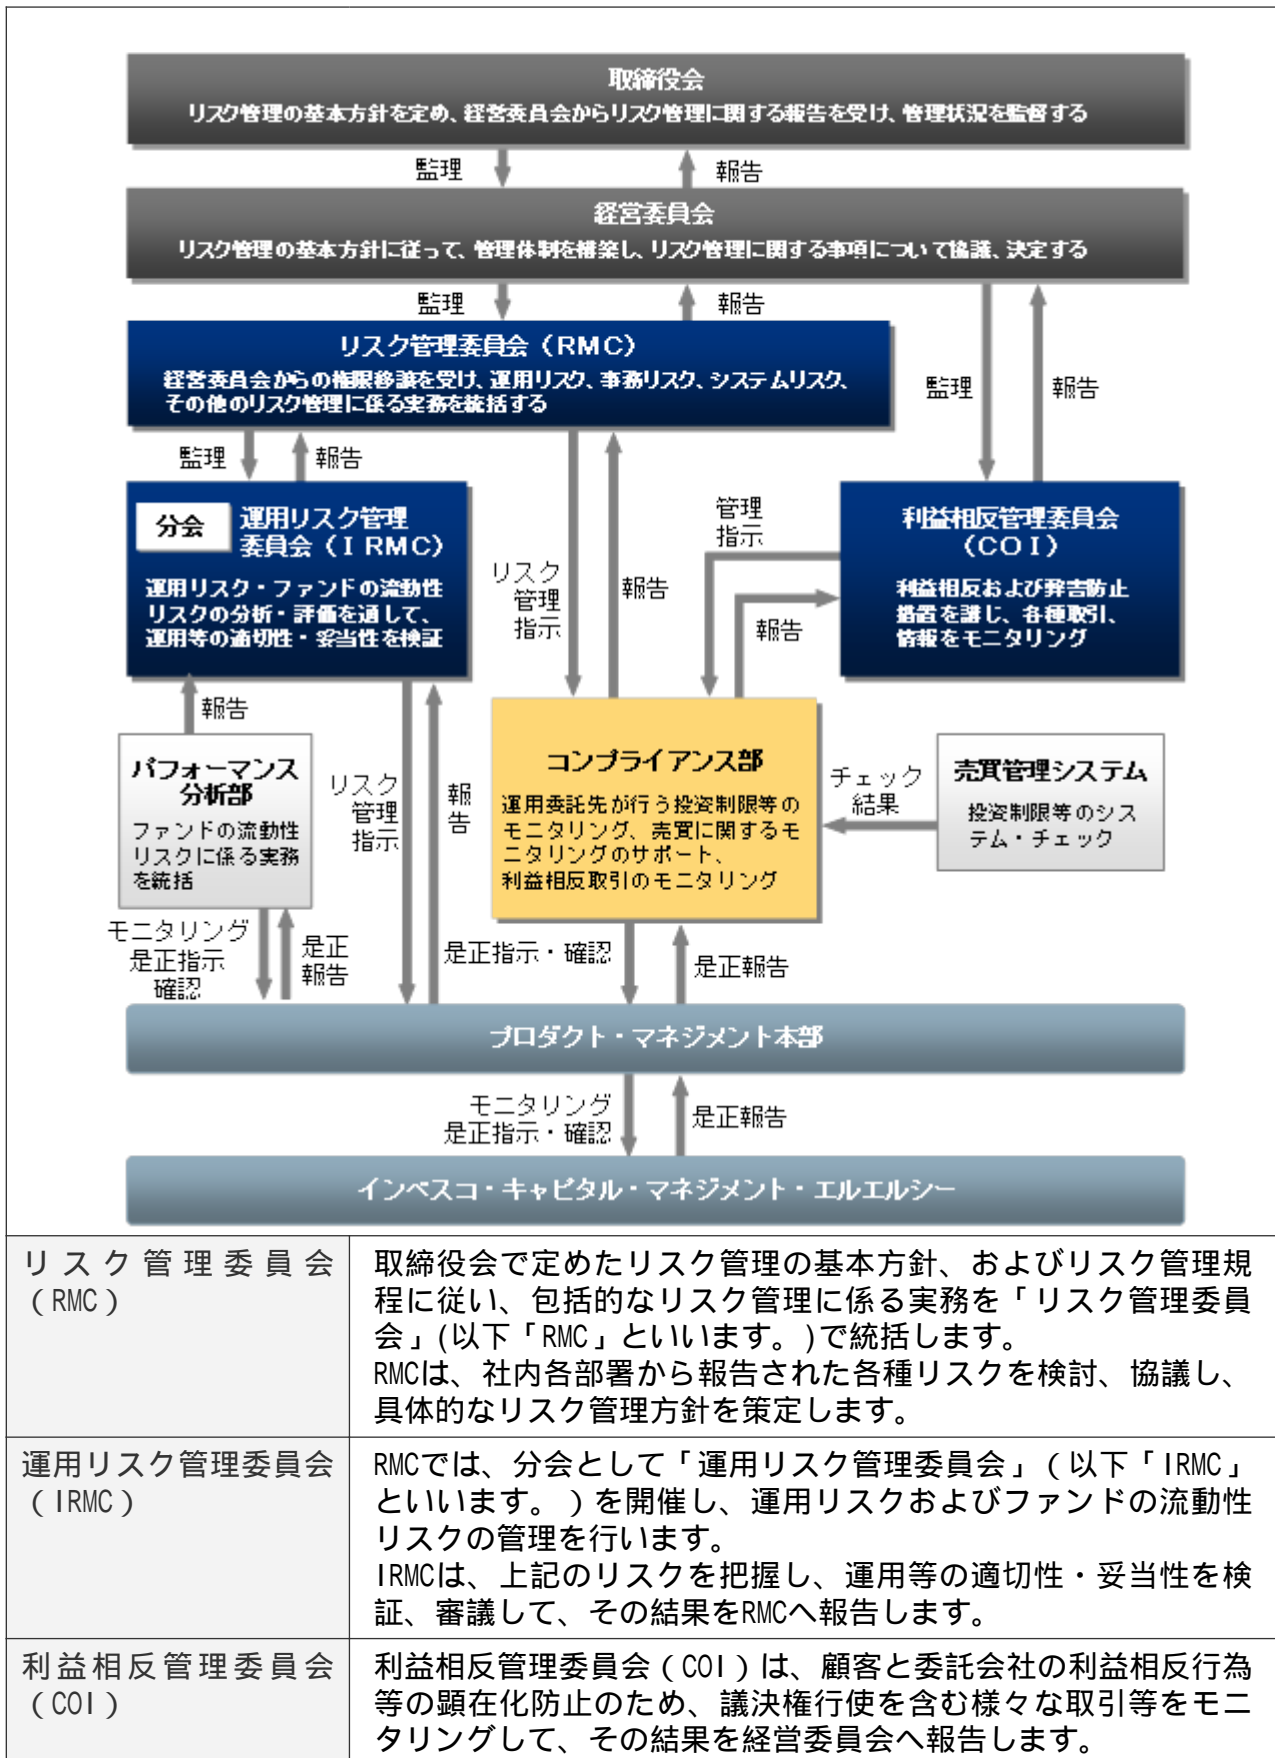 取締役会
リスク管理の基本方針を定め、経営委員会からリスク管理に関する報告を受け、管理状況を監督する
監理
報告
経営委員会
リスク管理の基本方針に従って、管理体制を構築し、リスク管理に関する事項について協議、決定する
監理
報告
監理
報告
リスク管理委員会（RMC）
経営委員会からの権限移譲を受け、運用リスク、事務リスク、システムリスク、
その他のリスク管理に係る実務を統括する
監理
報告
リスク
管理
指示
報告
管理
指示
報告
分会
運用リスク管理
委員会（IRMC）
運用リスク・ファンドの流動性
リスクの分析・評価を通して、
運用等の適切性・妥当性を検証
利益相反管理委員会
（COI）
利益相反および弊害防止
措置を講じ、各種取引、
情報をモニタリング
報告
パフォーマンス
分析部
ファンドの流動性
リスクに係る実務
を統括
リスク
管理
指示
報
告
コンプライアンス部
運用委託先が行う投資制限等の
モニタリング、売買に関するモ
ニタリングのサポート、
利益相反取引のモニタリング
チェック
結果
売買管理システム
投資制限等のシス
テム・チェック
モニタリング
是正指示
確認
是正
報告
是正指示・確認
是正報告
プロダクト・マネジメント本部
モニタリング
是正指示・確認
是正報告
インベスコ・キャピタル・マネジメント・エルエルシー
リスク管理委員会
（RMC）
取締役会で定めたリスク管理の基本方針、およびリスク管理規
程に従い、包括的なリスク管理に係る実務を「リスク管理委員
会」(以下「RMC」といいます。)で統括します。
RMCは、社内各部署から報告された各種リスクを検討、協議し、
具体的なリスク管理方針を策定します。
運用リスク管理委員会
（IRMC）
RMCでは、分会として「運用リスク管理委員会」（以下「IRMC」
といいます。）を開催し、運用リスクおよびファンドの流動性
リスクの管理を行います。
IRMCは、上記のリスクを把握し、運用等の適切性・妥当性を検
証、審議して、その結果をRMCへ報告します。
利益相反管理委員会
（COI）
利益相反管理委員会（COI）は、顧客と委託会社の利益相反行為
等の顕在化防止のため、議決権行使を含む様々な取引等をモニ
タリングして、その結果を経営委員会へ報告します。